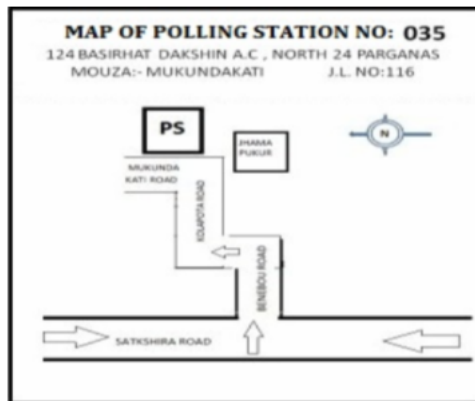 MAP OF POLLING STATION NO: 035
124 BASIRHAT DAKSHIN A.C , NORTH 24 PARGANAS
MOUZA:- MUKUNDAKATI J.L. NO:116
PS
JHAMA
PUKUR
N
MUKUNDA
KATI ROAD
KOLAPOTA ROAD
BENEBOU ROAD
SATKSHIRA ROAD